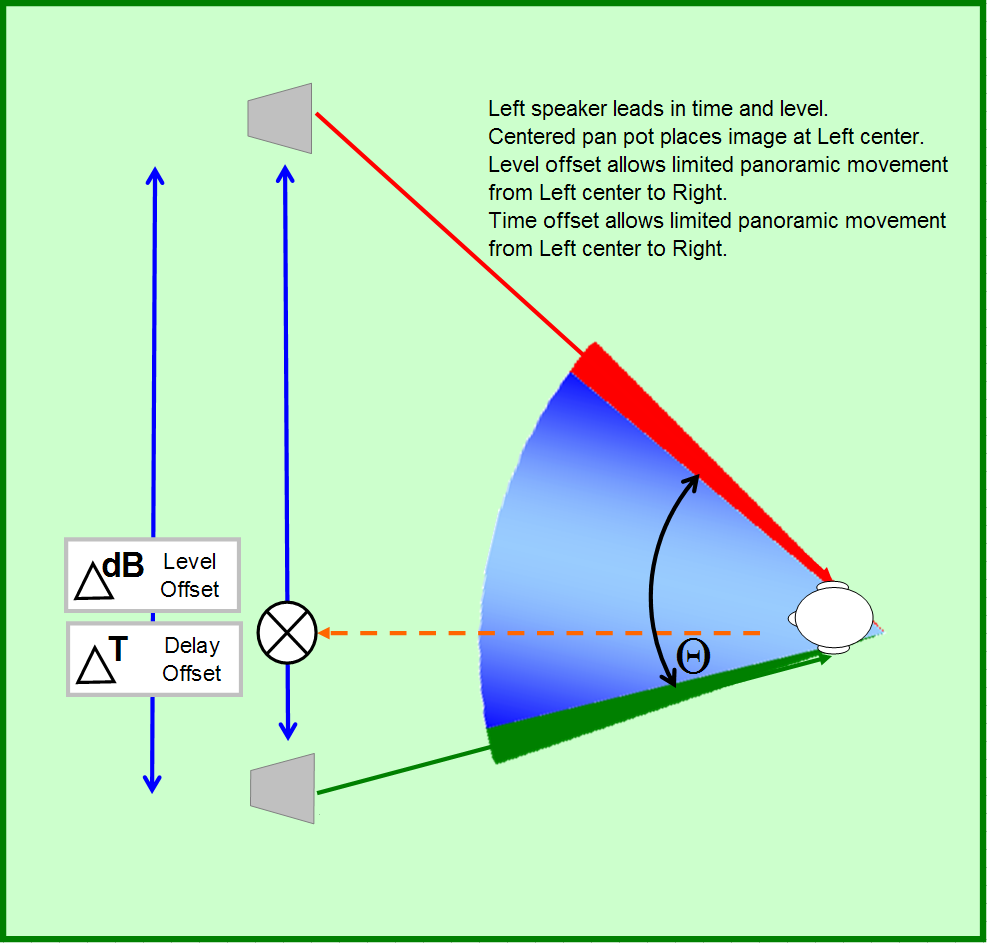 Left speaker leads in time and level.
Centered pan pot places image at Left center.
Level offset allows limited panoramic movement
from Left center to Right.
Time offset allows limited panoramic movement
from Left center to Right.
△dB Level
Offset
△T Delay
Offset
Θ